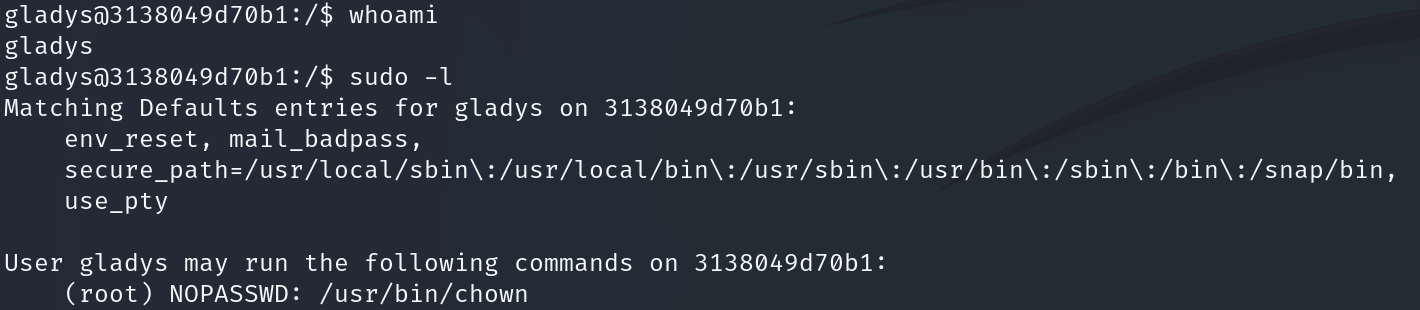 gladys@3138049d70b1:/$ whoami
gladys
gladys@3138049d70b1:/$ sudo -l
Matching Defaults entries for gladys on 3138049d70b1:
    env_reset, mail_badpass,
    secure_path=/usr/local/sbin\:/usr/local/bin\:/usr/sbin\:/usr/bin\:/sbin\:/bin\:/snap/bin,
    use_pty

User gladys may run the following commands on 3138049d70b1:
    (root) NOPASSWD: /usr/bin/chown